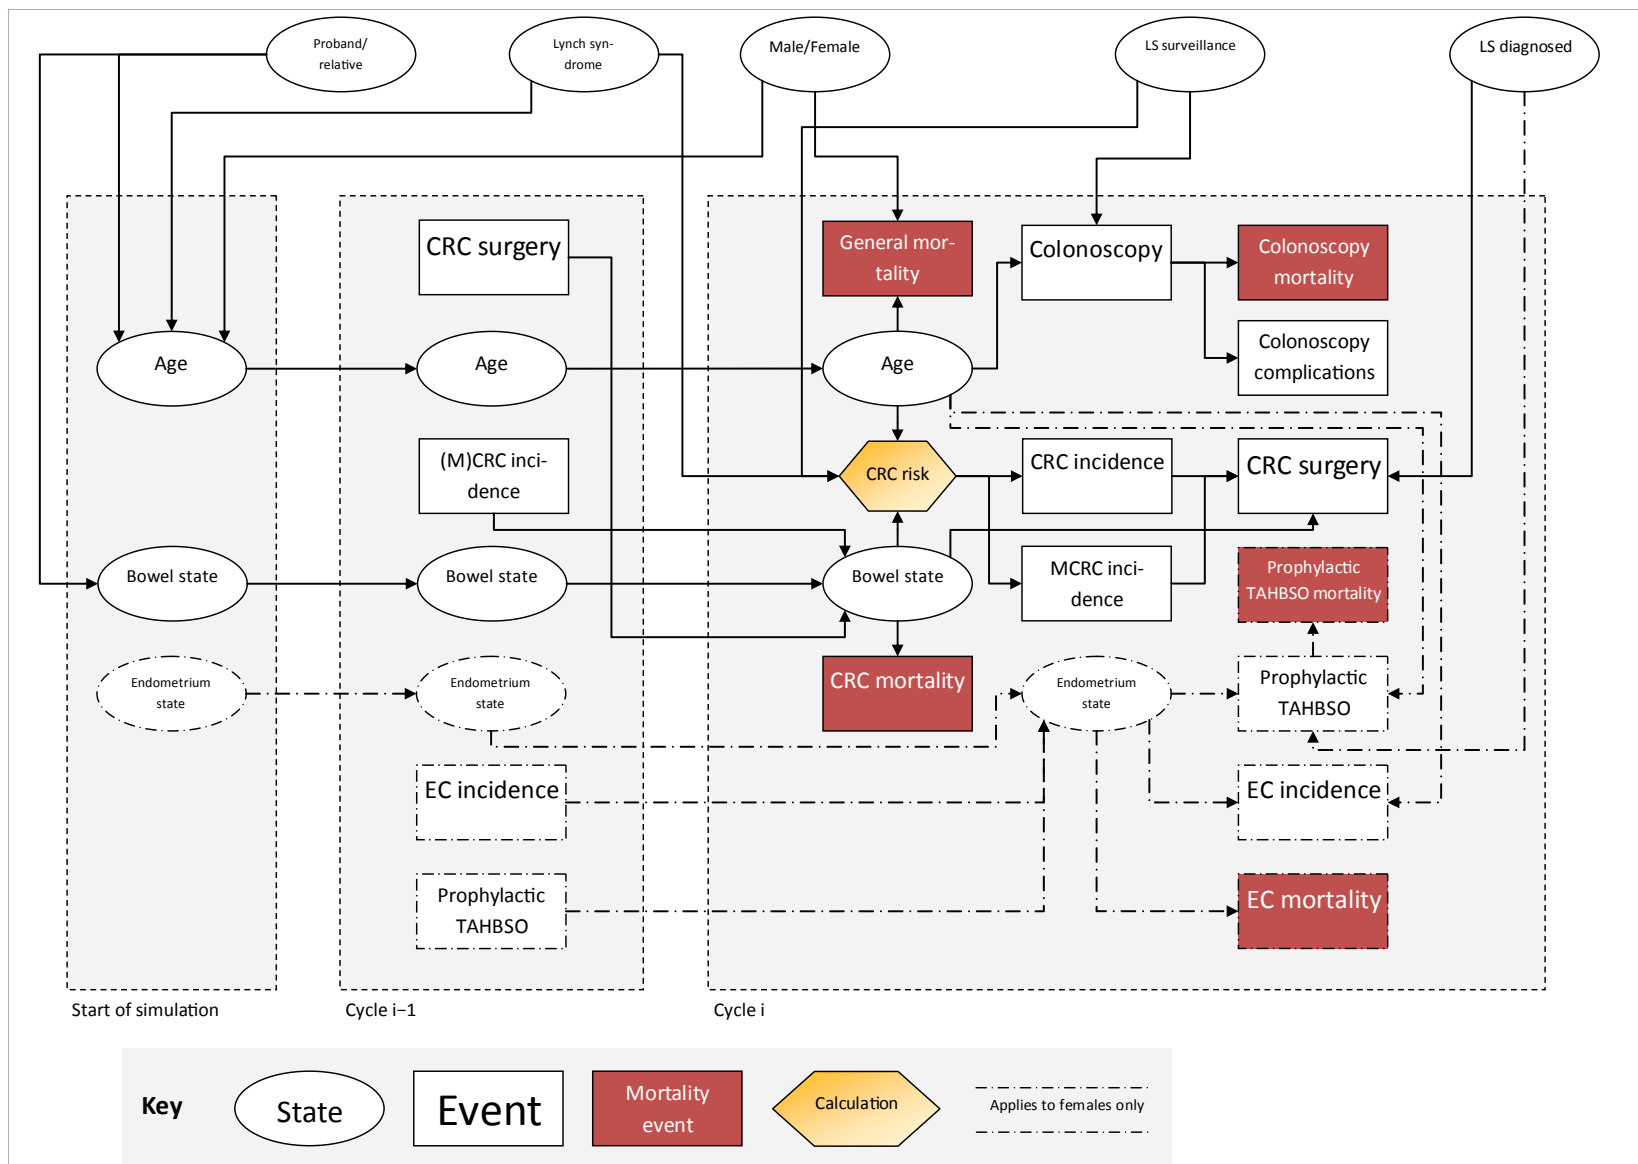 Proband/
relative
Lynch syn-
drome
Male/Female
LS surveillance
LS diagnosed
CRC surgery
General mor-
tality
Colonoscopy
Colonoscopy
mortality
Age
Age
Age
Colonoscopy
complications
(M)CRC inci-
dence
CRC risk
CRC incidence
CRC surgery
Bowel state
Bowel state
Bowel state
MCRC inci-
dence
Prophylactic
TAHBSO mortality
Endometrium
state
Endometrium
state
CRC mortality
Endometrium
state
Prophylactic
TAHBSO
EC incidence
EC incidence
Prophylactic
TAHBSO
EC mortality
Start of simulation
Cycle i−1
Cycle i
Key
State
Event
Mortality
event
Calculation
Applies to females only